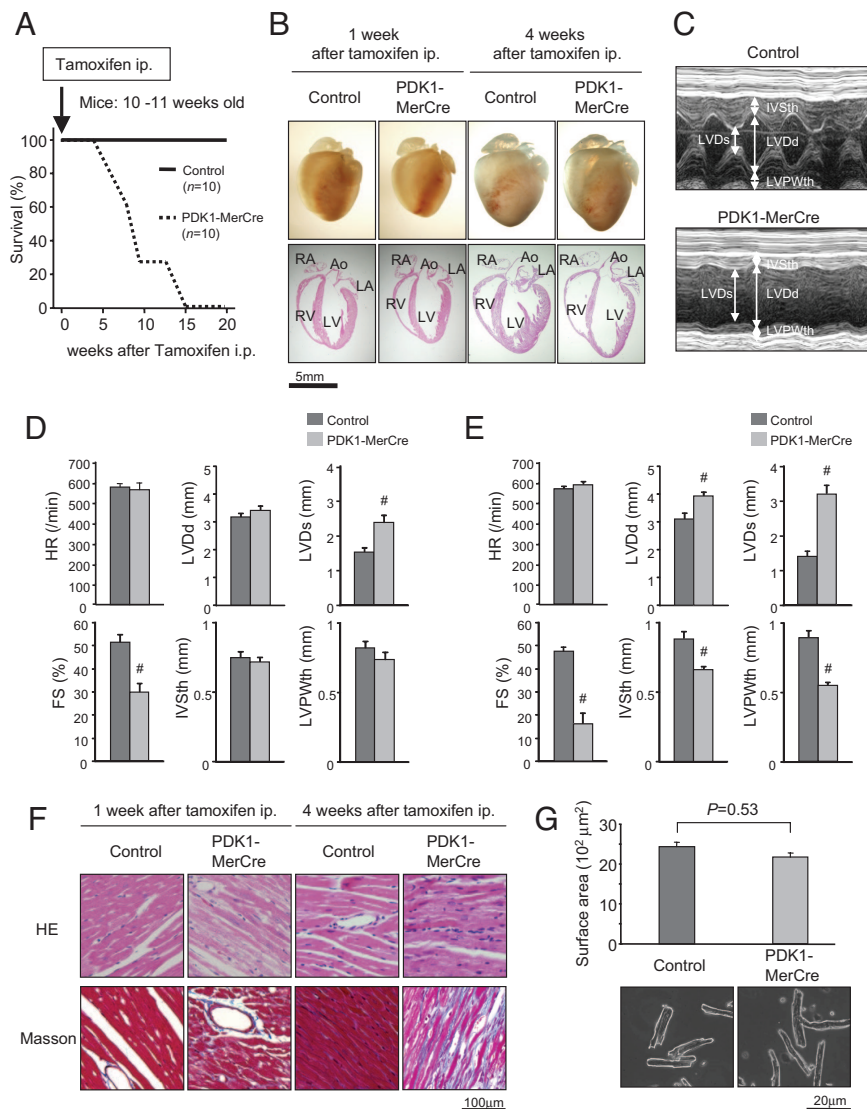 A
Tamoxifen ip.
Mice: 10 -11 weeks old
Survival (%)
100
80
60
40
20
0
Control
(n=10)
PDK1-MerCre
(n=10)
0 5 10 15 20
weeks after Tamoxifen i.p.
B
1 week
after tamoxifen ip.
4 weeks
after tamoxifen ip.
Control
PDK1-
MerCre
Control
PDK1-
MerCre
RA Ao LA RV LV
Ao LA
RA Ao LA RV LV
Ao LA
5mm
C
Control
IVSth
LVDs
LVDd
LVPWth
PDK1-MerCre
IVSth
LVDs
LVDd
LVPWth
D
Control
PDK1-MerCre
HR (/min)
700
600
500
400
300
200
100
0
LVDd (mm)
5
4
3
2
1
0
LVDs (mm)
4
3
2
1
0
#
FS (%)
60
50
40
30
20
10
0
#
IVSth (mm)
1
0.5
0
LVPWth (mm)
1
0.5
0
E
Control
PDK1-MerCre
HR (/min)
700
600
500
400
300
200
100
0
LVDd (mm)
5
4
3
2
1
0
#
LVDs (mm)
4
3
2
1
0
#
FS (%)
60
50
40
30
20
10
0
#
IVSth (mm)
1
0.5
0
#
LVPWth (mm)
1
0.5
0
#
F
1 week after tamoxifen ip.
4 weeks after tamoxifen ip.
Control
PDK1-
MerCre
Control
PDK1-
MerCre
HE
Masson
100μm
G
P=0.53
Surface area (10² μm²)
30
20
10
0
Control
PDK1-
MerCre
20μm